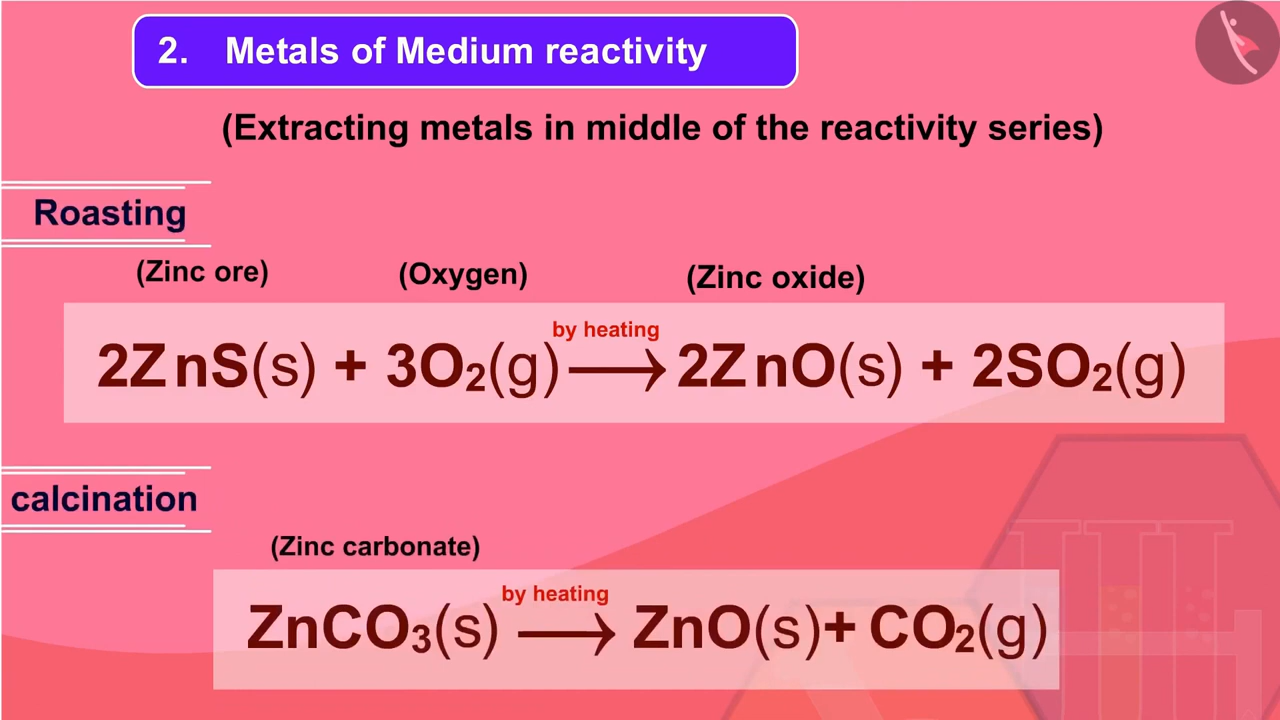 2. Metals of Medium reactivity
(Extracting metals in middle of the reactivity series)
Roasting
(Zinc ore) (Oxygen) (Zinc oxide)
by heating
2ZnS(s) + 3O₂(g) ⟶ 2ZnO(s) + 2SO₂(g)
calcination
(Zinc carbonate)
by heating
ZnCO₃(s) ⟶ ZnO(s)+ CO₂(g)